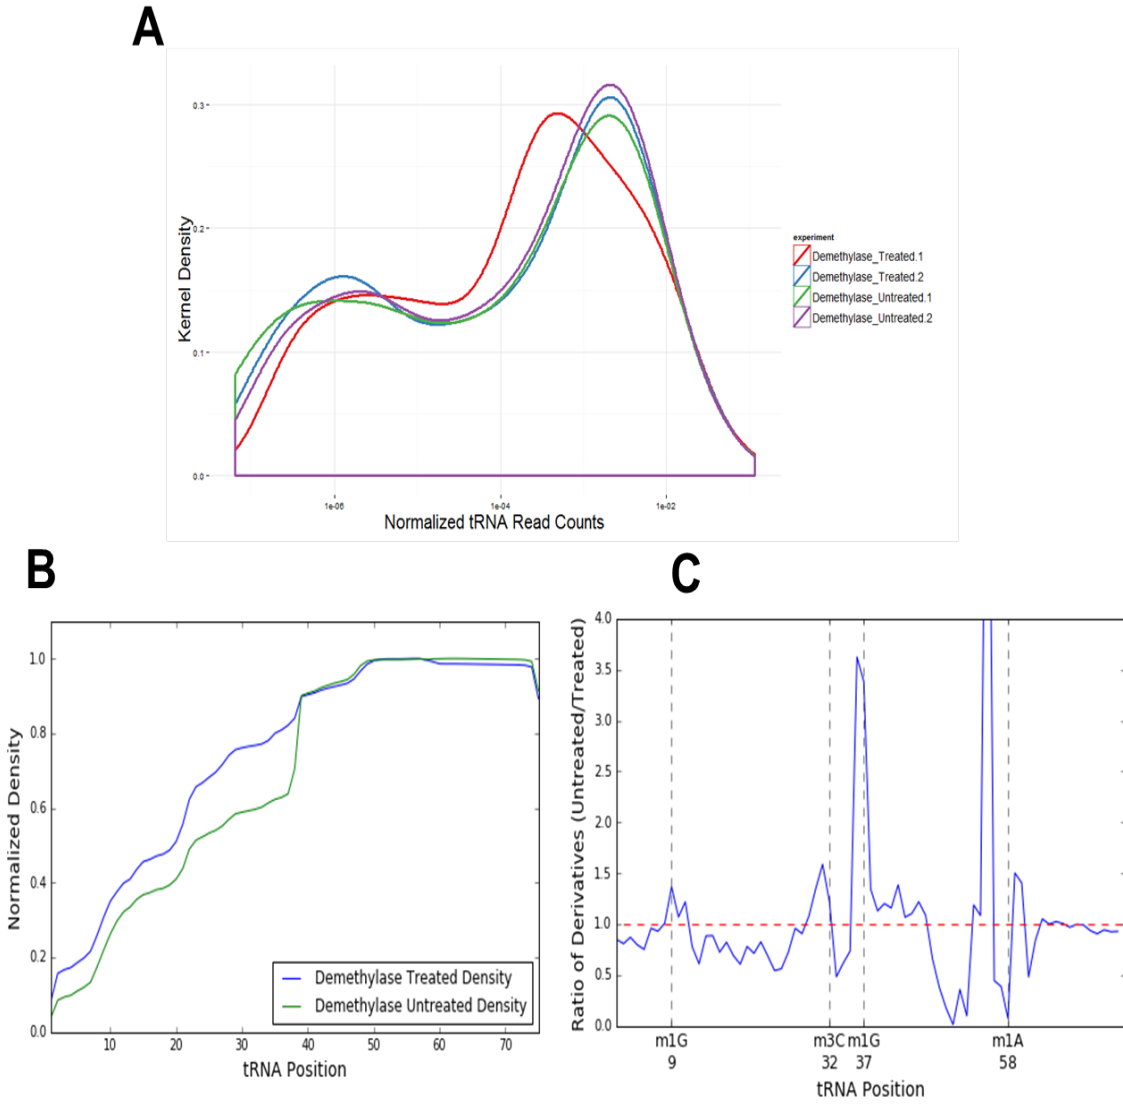 A
0.3
0.2
0.1
0.0
Kernel Density
1e-06
1e-04
1e-02
Normalized tRNA Read Counts
experiment
Demethylase_Treated.1
Demethylase_Treated.2
Demethylase_Untreated.1
Demethylase_Untreated.2
B
1.0
0.8
0.6
0.4
0.2
0.0
Normalized Density
Demethylase Treated Density
Demethylase Untreated Density
10 20 30 40 50 60 70
tRNA Position
C
4.0
3.5
3.0
2.5
2.0
1.5
1.0
0.5
0.0
Ratio of Derivatives (Untreated/Treated)
m1G m3C m1G m1A
9 32 37 58
tRNA Position